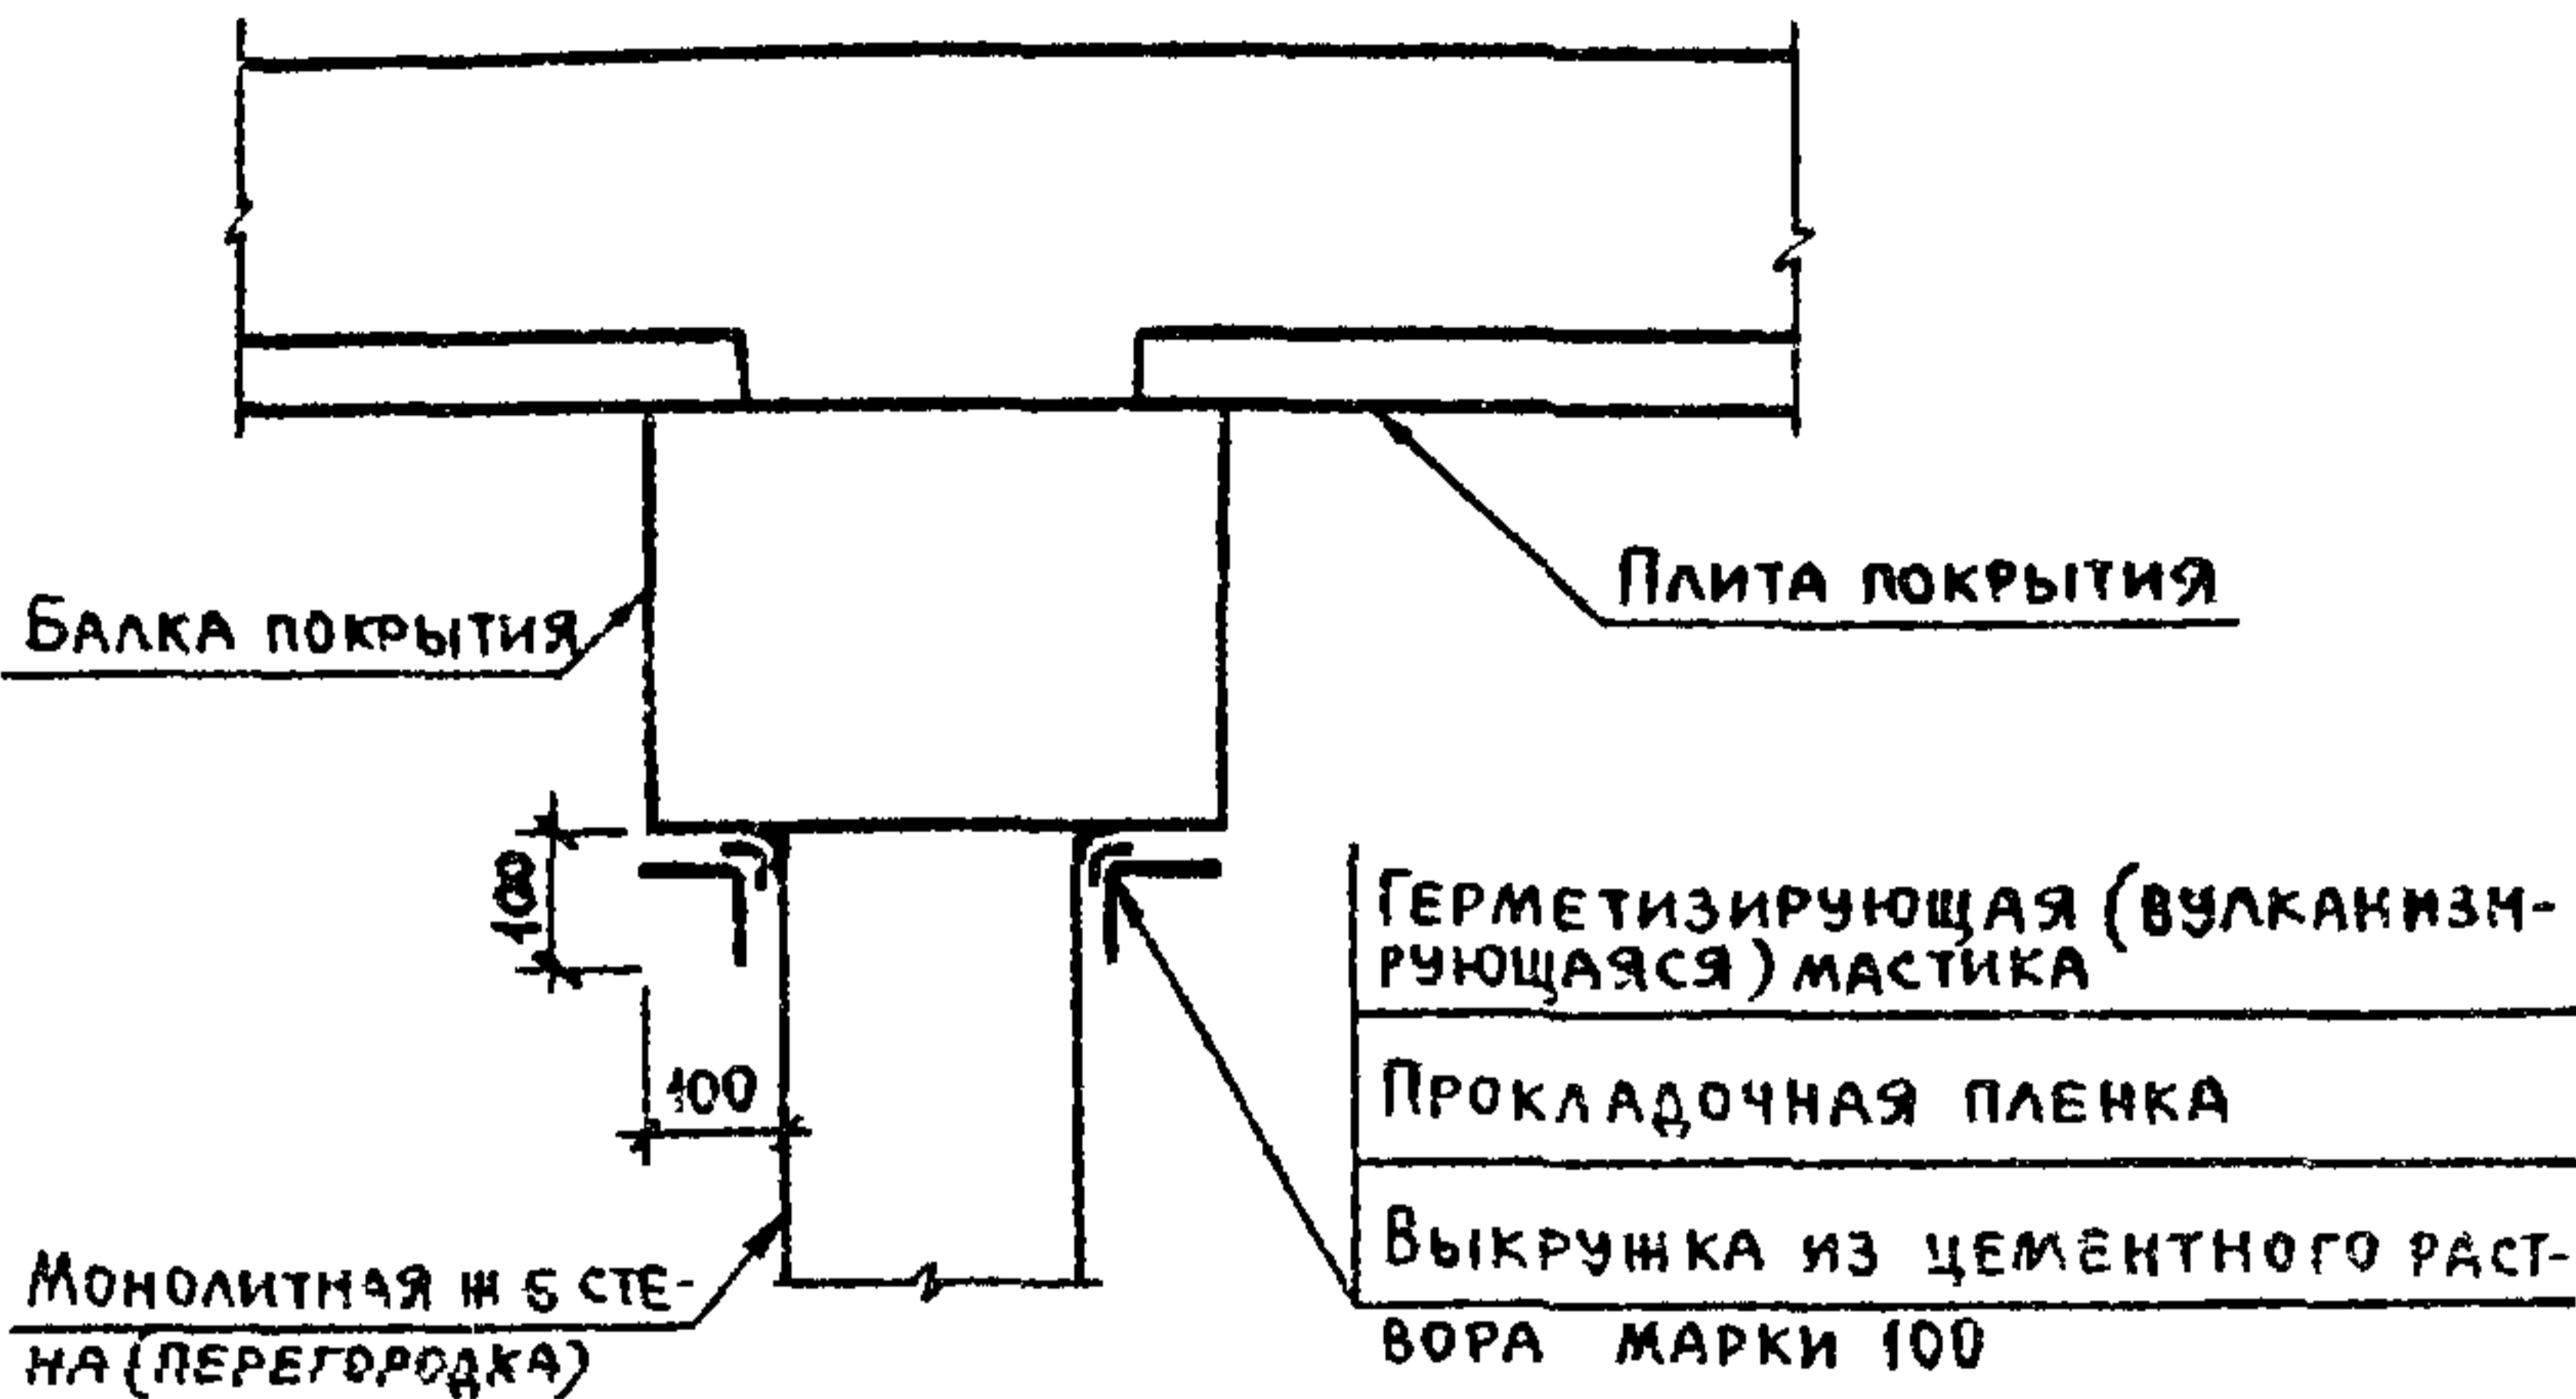 Плита покрытия
Балка покрытия
100
100
Герметизирующая (вулканизи-
рующаяся) мастика
Прокладочная пленка
Выкружка из цементного раст-
вора марки 100
Монолитная ж б сте-
на (перегородка)